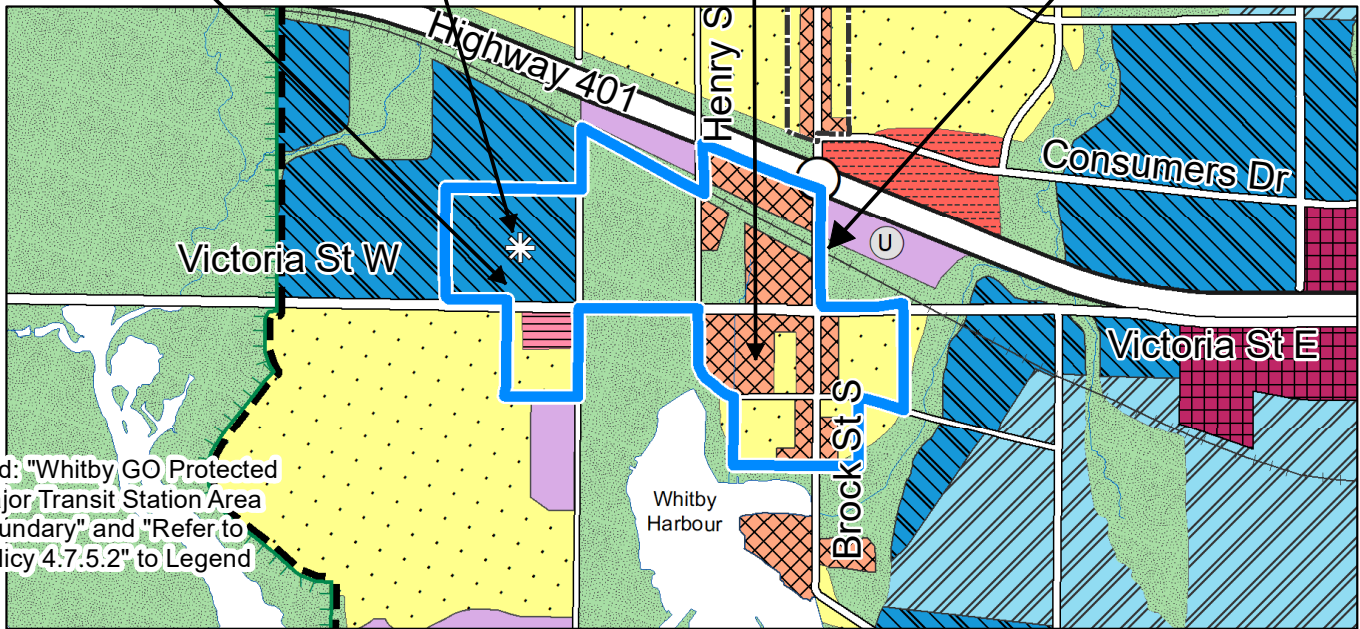 Highway 401
Henry S
Consumers Dr
U
Victoria St W
Victoria St E
Brock St S
Whitby
Harbour
d: "Whitby GO Protected
jor Transit Station Area
undary" and "Refer to
licy 4.7.5.2" to Legend